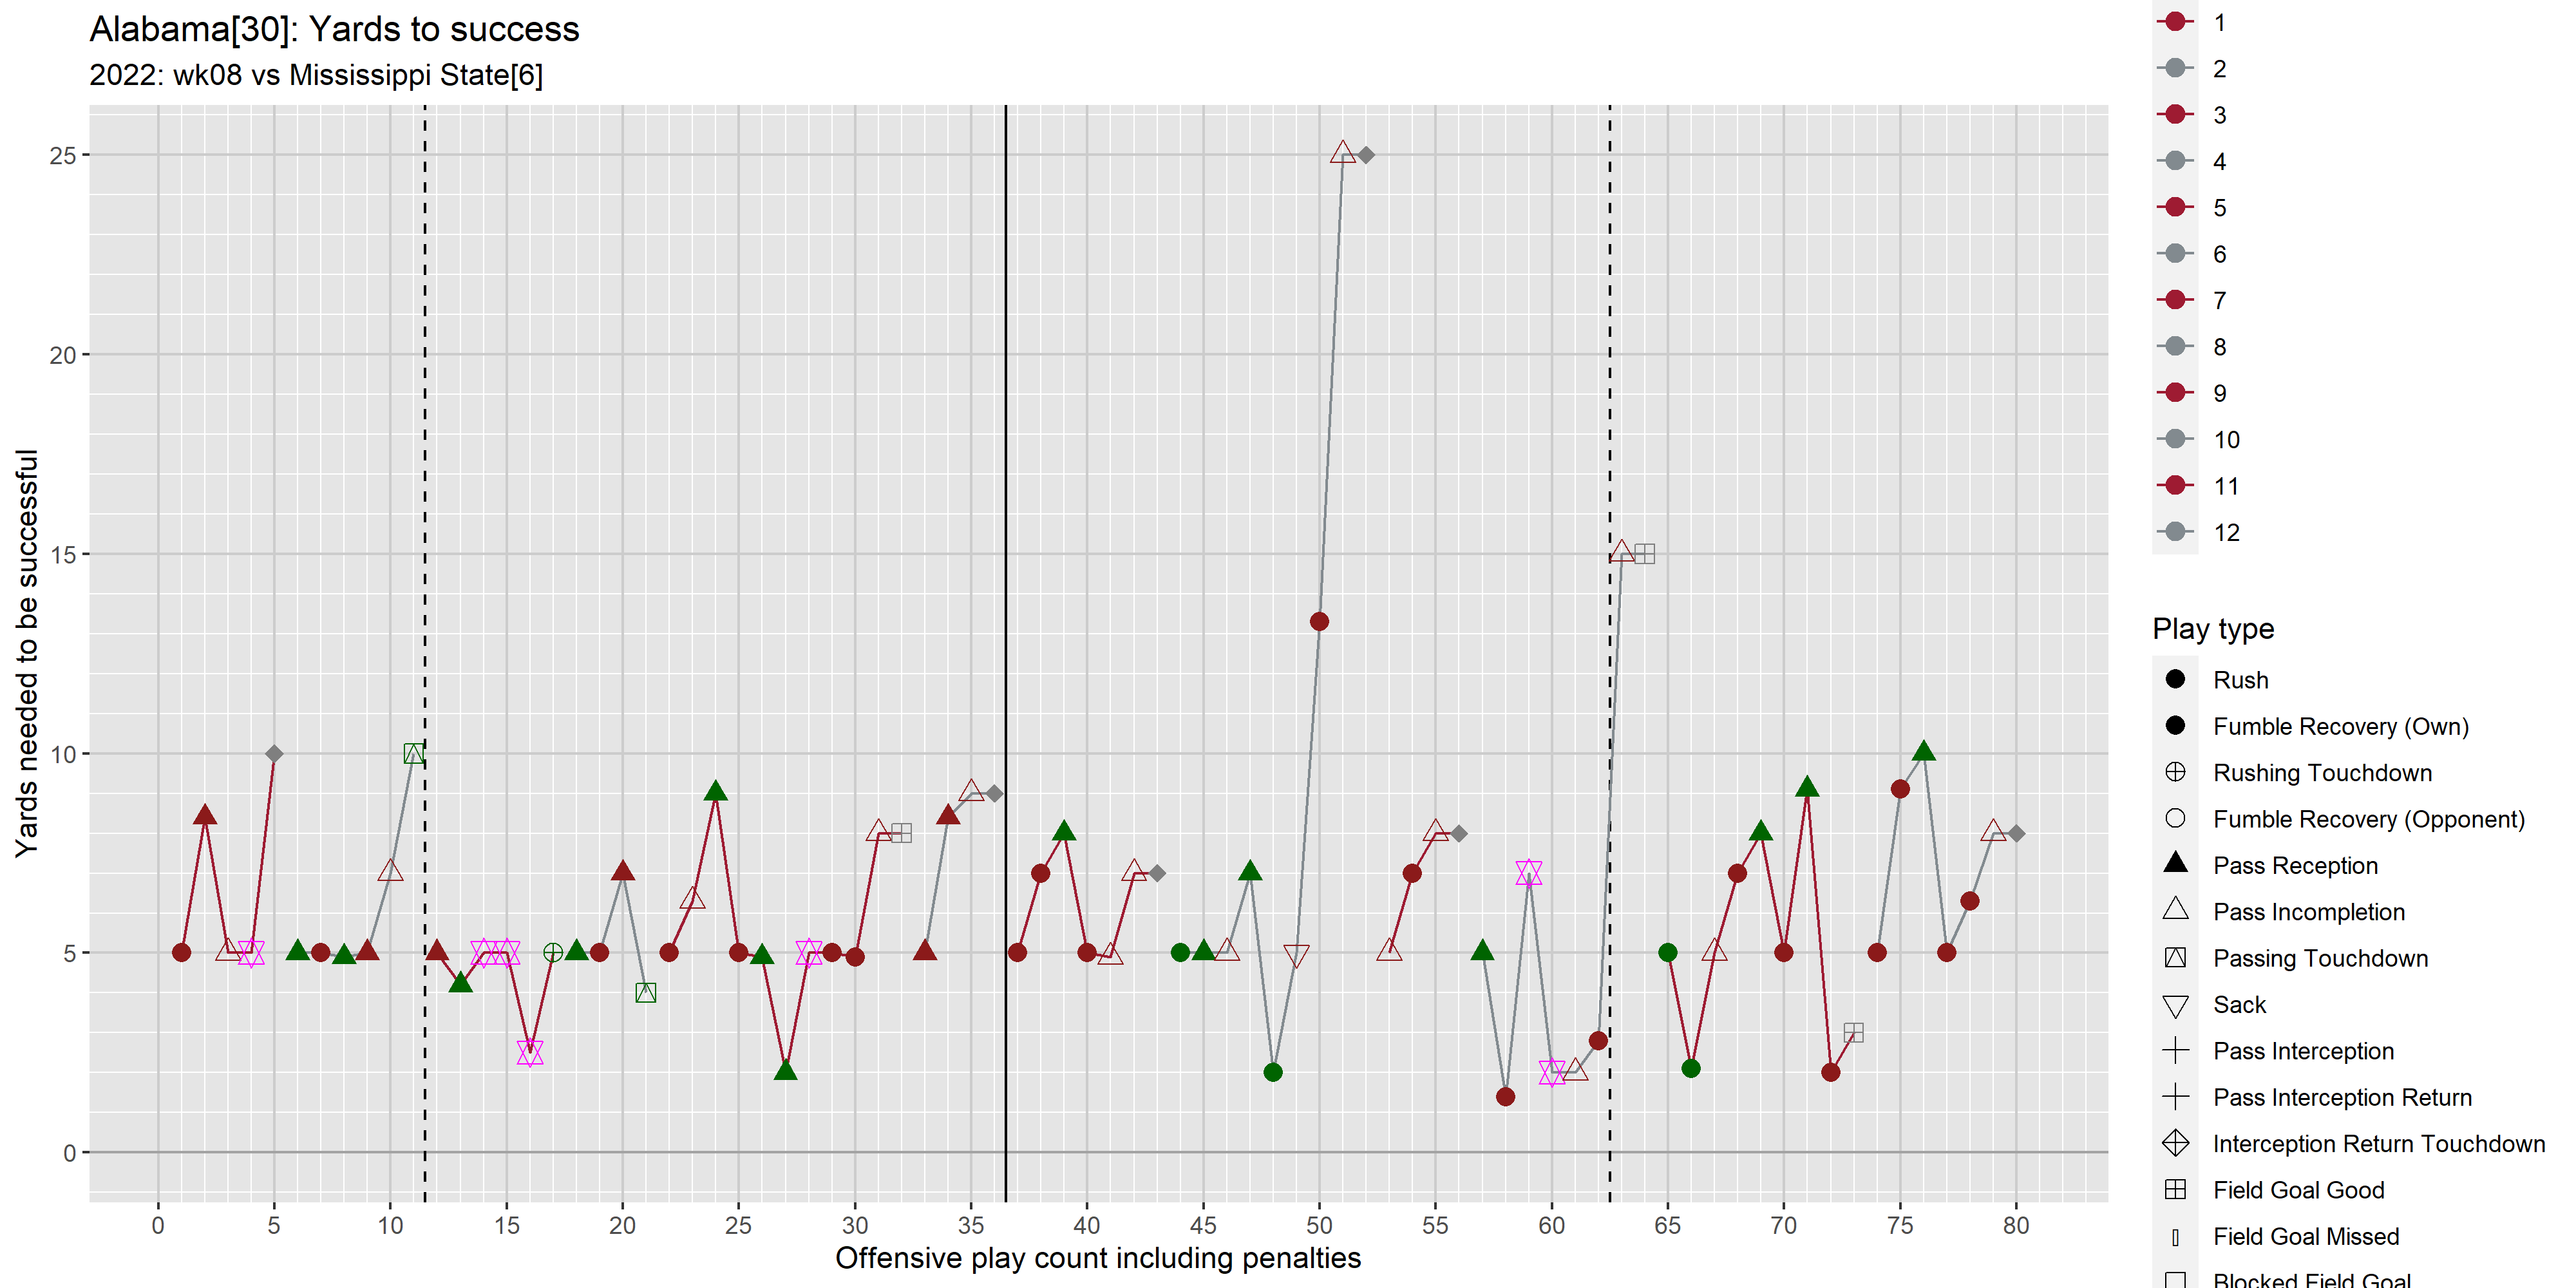 Alabama[30]: Yards to success
2022: wk08 vs Mississippi State[6]
Yards needed to be successful
25
20
15
10
5
0
0 5 10 15 20 25 30 35 40 45 50 55 60 65 70 75 80
Offensive play count including penalties
1
2
3
4
5
6
7
8
9
10
11
12
Play type
Rush
Fumble Recovery (Own)
Rushing Touchdown
Fumble Recovery (Opponent)
Pass Reception
Pass Incompletion
Passing Touchdown
Sack
Pass Interception
Pass Interception Return
Interception Return Touchdown
Field Goal Good
Field Goal Missed
Blocked Field Goal